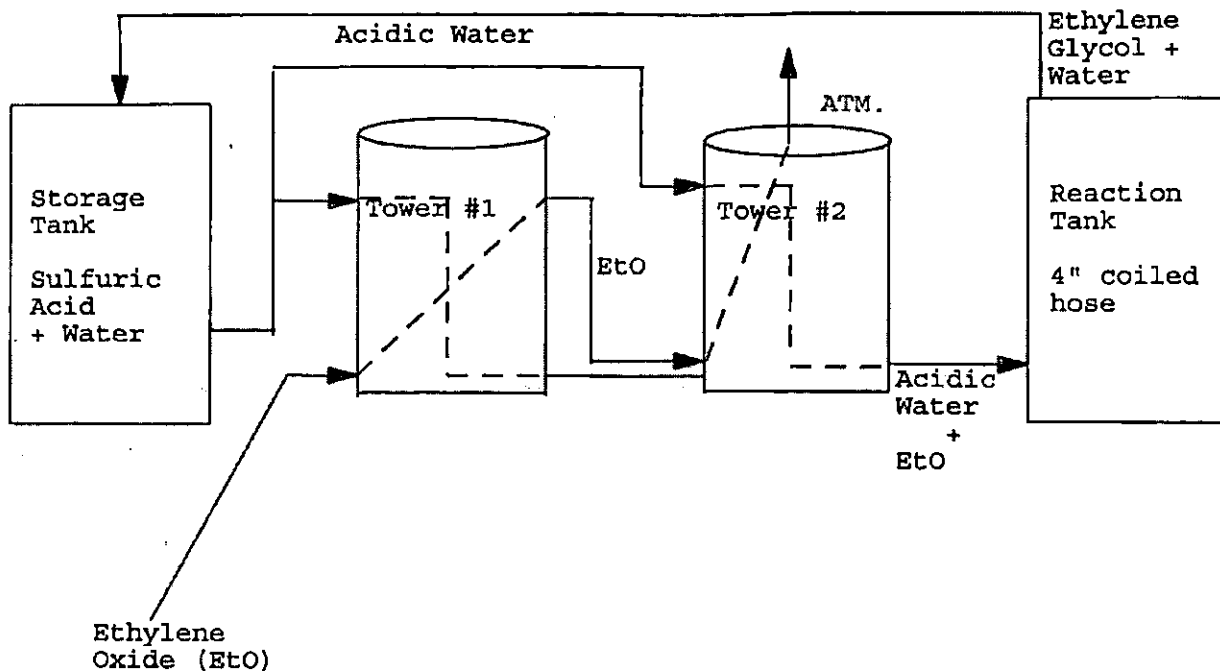 Acidic Water
Ethylene
Glycol +
Water
ATM.
Storage
Tank
Sulfuric
Acid
+ Water
Tower #1
EtO
Tower #2
Reaction
Tank
4" coiled
hose
Acidic
Water
+
EtO
Ethylene
Oxide (EtO)